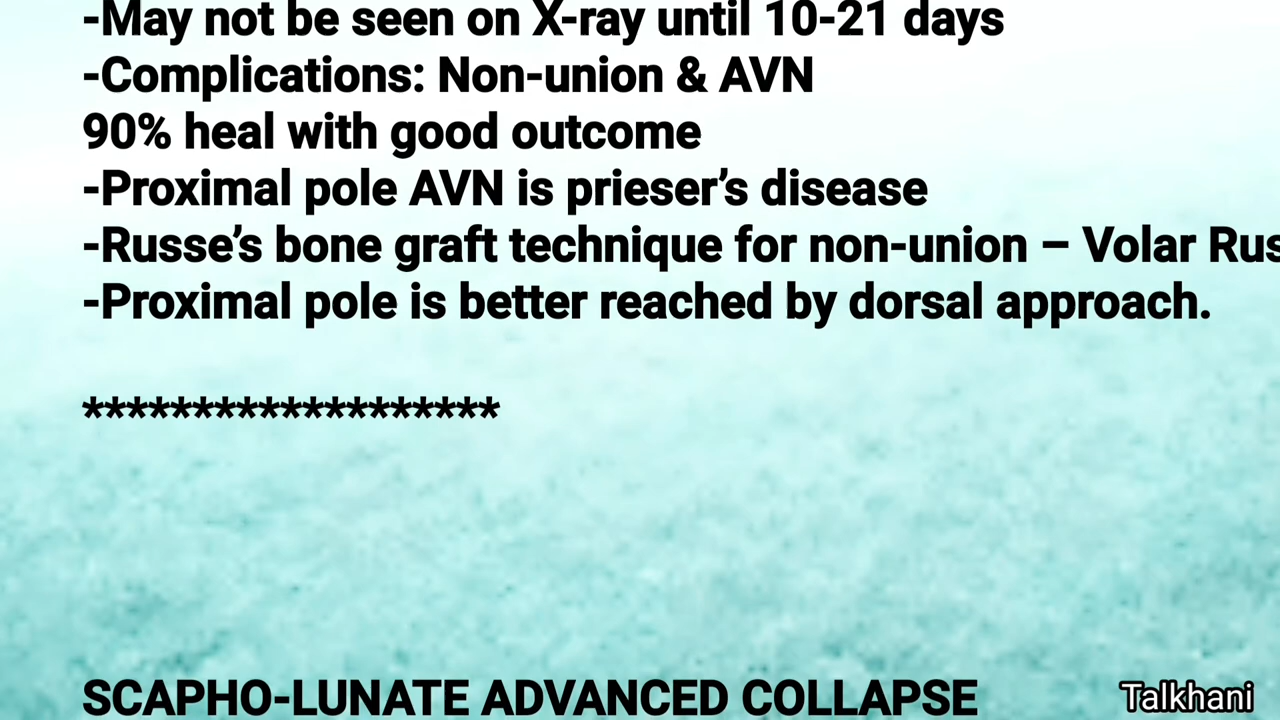 -May not be seen on X-ray until 10-21 days
-Complications: Non-union & AVN
90% heal with good outcome
-Proximal pole AVN is prieser’s disease
-Russe’s bone graft technique for non-union – Volar Rus
-Proximal pole is better reached by dorsal approach.
*******************
SCAPHO-LUNATE ADVANCED COLLAPSE
Talkhani